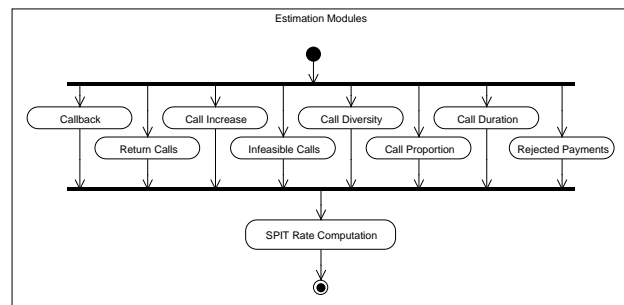 Estimation Modules
Callback
Call Increase
Call Diversity
Call Duration
Return Calls
Infeasible Calls
Call Proportion
Rejected Payments
SPIT Rate Computation